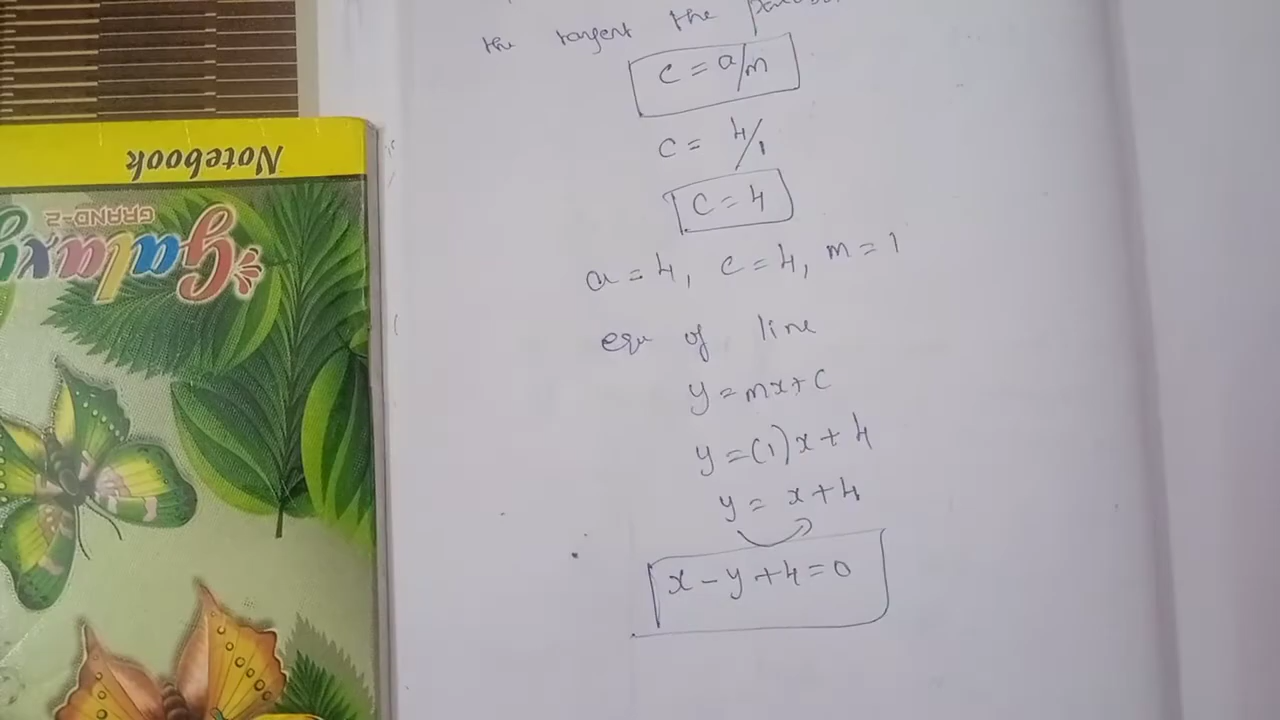 Notebook
GRAND-2
Galaxy
the tangent the
c = a/m
c = 4/1
c = 4
a = 4, c = 4, m = 1
equ of line
y = mx + c
y = (1)x + 4
y = x + 4
x - y + 4 = 0